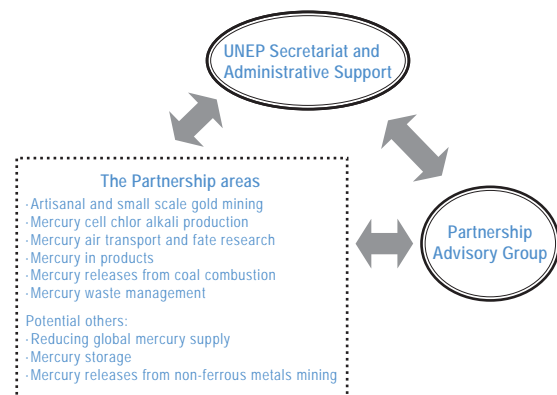 UNEP Secretariat and
Administrative Support
The Partnership areas
·Artisanal and small scale gold mining
·Mercury cell chlor alkali production
·Mercury air transport and fate research
·Mercury in products
·Mercury releases from coal combustion
·Mercury waste management
Potential others:
·Reducing global mercury supply
·Mercury storage
·Mercury releases from non-ferrous metals mining
Partnership
Advisory Group